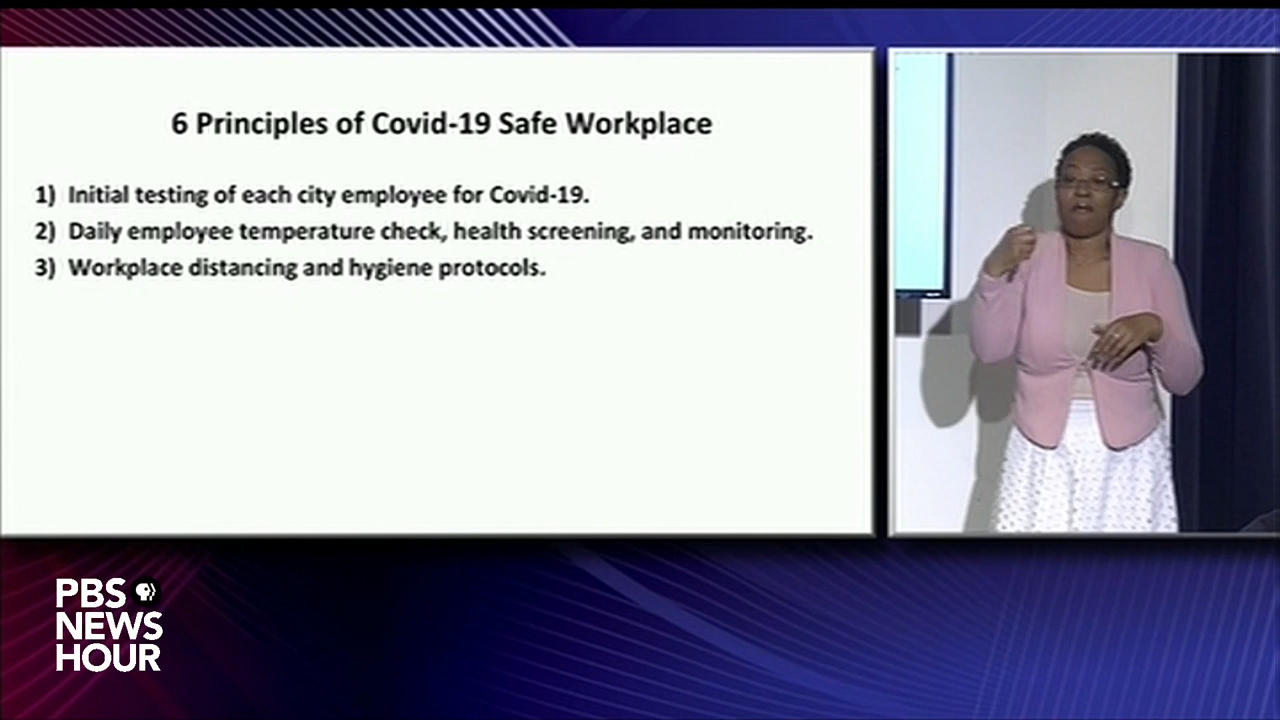 6 Principles of Covid-19 Safe Workplace
1) Initial testing of each city employee for Covid-19.
2) Daily employee temperature check, health screening, and monitoring.
3) Workplace distancing and hygiene protocols.
PBS
NEWS
HOUR